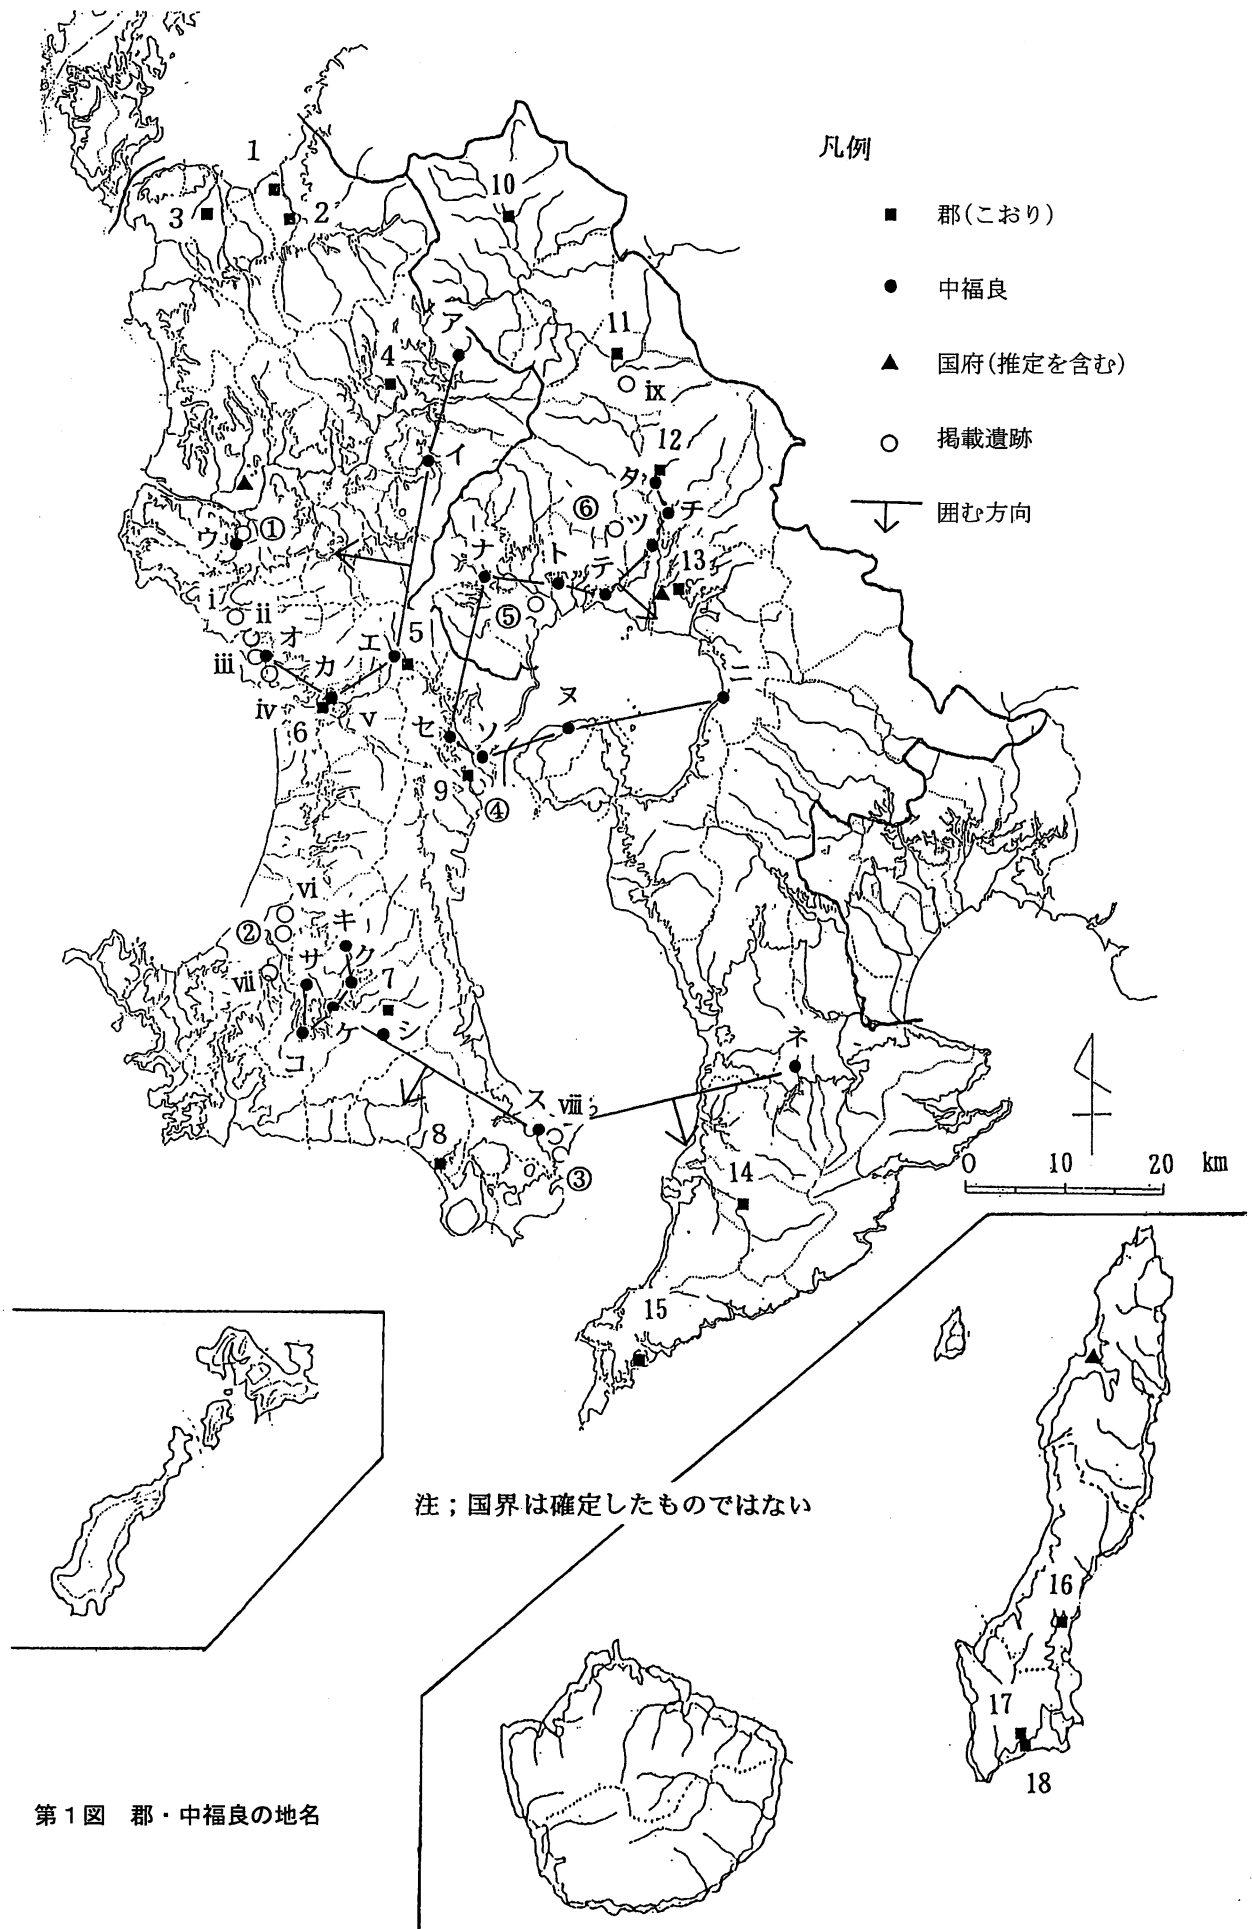 凡例
■ 郡(こおり)
● 中福良
▲ 国府(推定を含む)
○ 掲載遺跡
囲む方向
1
2
3
10
ア
11
4
ix
イ
12
タ
チ
⑥
ツ
①
ウ
ナ
ト
テ
13
⑤
i
ii
オ
iii
カ
エ
5
iv
v
6
セ
ソ
ヌ
ニ
9
④
vi
②
キ
サ
ク
vii
7
コ
ケ
シ
ネ
ス
viii
8
③
14
0 10 20 km
15
注；国界は確定したものではない
16
17
18
第１図 郡・中福良の地名